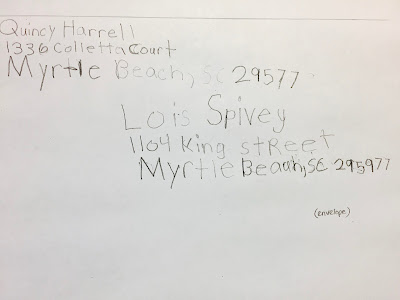 Quincy Harrell
1336 Colletta Court
Myrtle Beach, SC 29577
Lois Spivey
1104 King StReet
Myrtle Beach, SC 295977
(envelope)